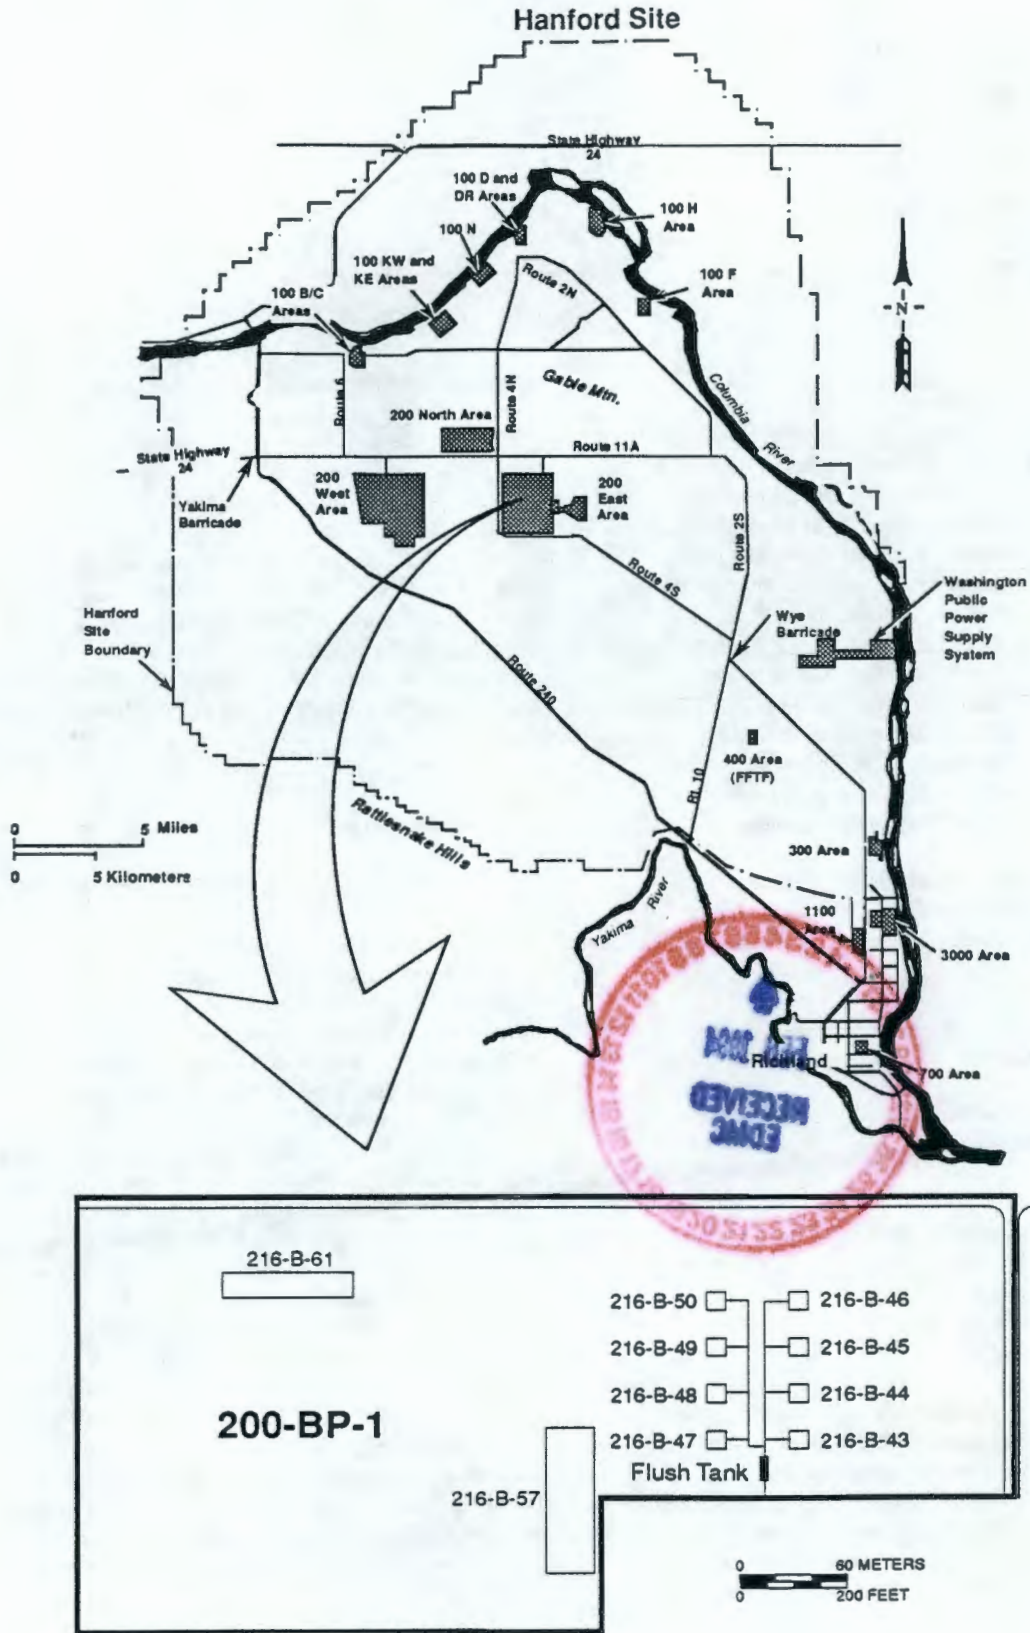 Hanford Site
State Highway
24
100 D and
DR Areas
100 H
Area
100 N
100 KW and
KE Areas
100 F
Area
100 B/C
Areas
Route 2N
N
Route 6
Route 4N
Gable Mtn.
Columbia
River
200 North Area
Route 11A
State Highway
24
200
West
Area
200
East
Area
Yakima
Barricade
Route 2S
Route 4S
Washington
Public
Power
Supply
System
Wye
Barricade
Hanford
Site
Boundary
Route 240
400 Area
(FFTF)
Rt. 10
0 5 Miles
0 5 Kilometers
Rattlesnake Hills
300 Area
Yakima
River
1100
Area
3000 Area
Richland
700 Area
RECEIVED
EDMC
216-B-61
216-B-50
216-B-46
216-B-49
216-B-45
216-B-48
216-B-44
200-BP-1
216-B-47
216-B-43
Flush Tank
216-B-57
0 60 METERS
0 200 FEET